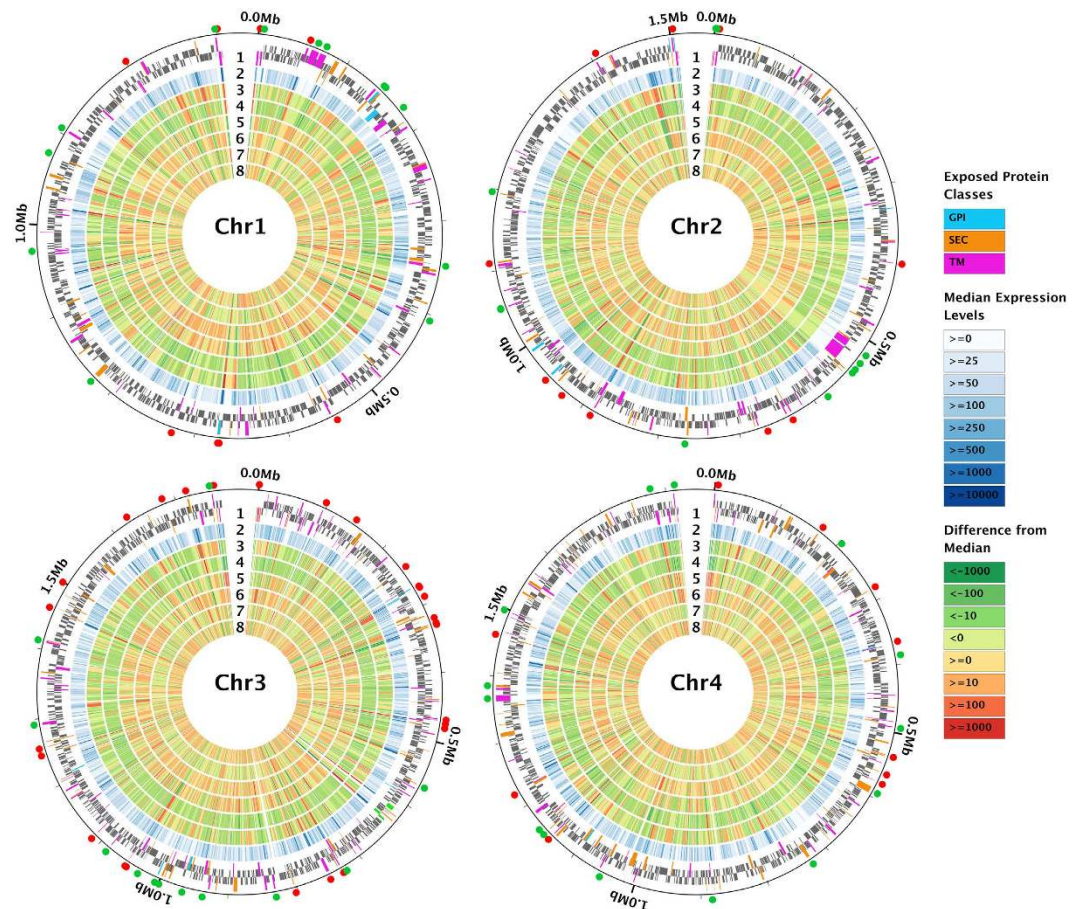 0.0Mb
1
2
3
4
5
6
7
8
Chr1
1.0Mb
0.5Mb
1.5Mb
0.0Mb
1
2
3
4
5
6
7
8
Chr2
1.0Mb
0.5Mb
0.0Mb
1
2
3
4
5
6
7
8
Chr3
1.5Mb
0.5Mb
1.0Mb
0.0Mb
1
2
3
4
5
6
7
8
Chr4
1.5Mb
0.5Mb
1.0Mb
Exposed Protein
Classes
GPI
SEC
TM
Median Expression
Levels
>=0
>=25
>=50
>=100
>=250
>=500
>=1000
>=10000
Difference from
Median
<-1000
<-100
<-10
<0
>=0
>=10
>=100
>=1000